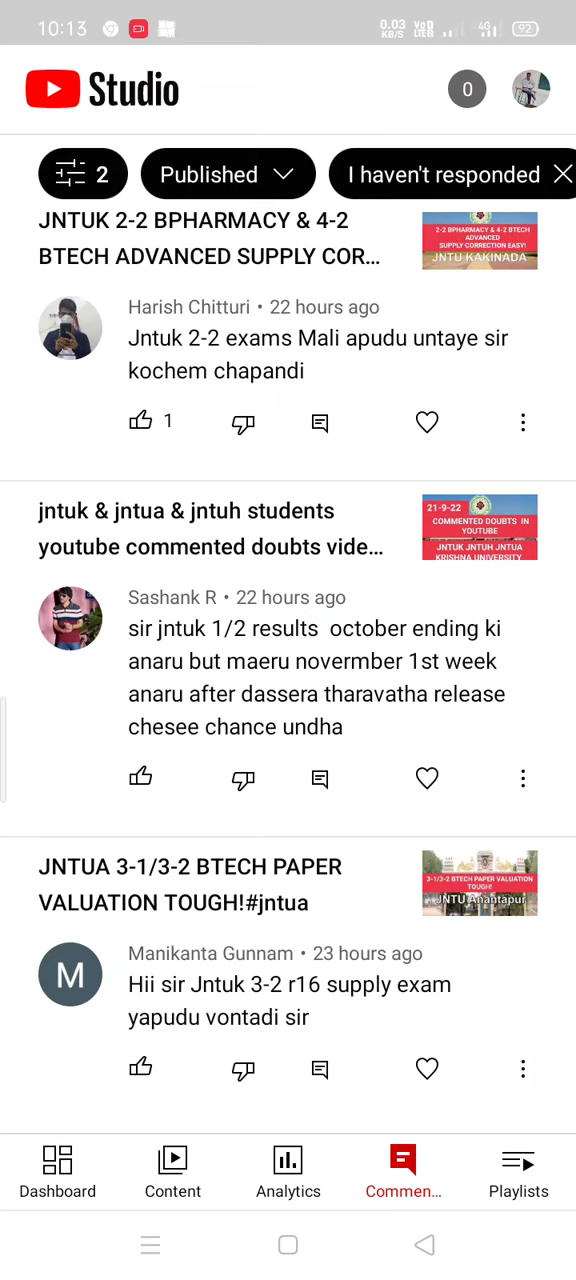 10:13
0.03 KB/S
VoD LTE
4G
92
Studio
0
2
Published
I haven't responded
JNTUK 2-2 BPHARMACY & 4-2
BTECH ADVANCED SUPPLY COR...
2-2 BPHARMACY & 4-2 BTECH
ADVANCED
SUPPLY CORRECTION EASY!
JNTU KAKINADA
Harish Chitturi • 22 hours ago
Jntuk 2-2 exams Mali apudu untaye sir
kochem chapandi
1
jntuk & jntua & jntuh students
youtube commented doubts vide...
21-9-22
COMMENTED DOUBTS IN
YOUTUBE
JNTUK JNTUH JNTUA
KRISHNA UNIVERSITY
Sashank R • 22 hours ago
sir jntuk 1/2 results october ending ki
anaru but maeru novermber 1st week
anaru after dassera tharavatha release
chesee chance undha
JNTUA 3-1/3-2 BTECH PAPER
VALUATION TOUGH!#jntua
3-1/3-2 BTECH PAPER VALUATION
TOUGH!
JNTU Anantapur
M
Manikanta Gunnam • 23 hours ago
Hii sir Jntuk 3-2 r16 supply exam
yapudu vontadi sir
Dashboard
Content
Analytics
Commen...
Playlists